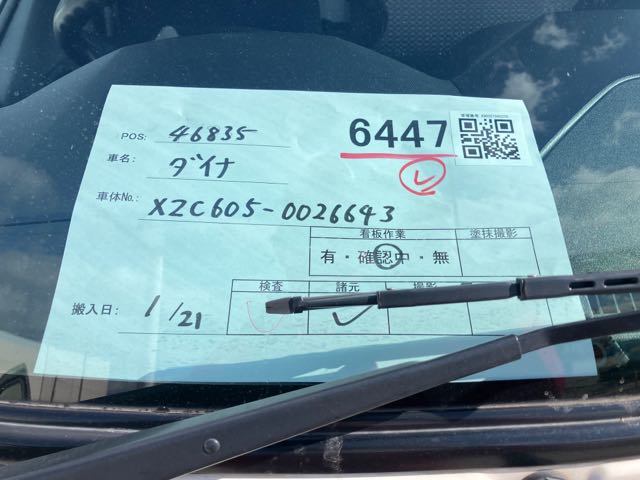 POS: 46835
6447
車名: ダイナ
車体No.: XZC605-0026643
看板作業 塗抹撮影
有・確認中・無
検査 諸元 撮影
搬入日: 1/21